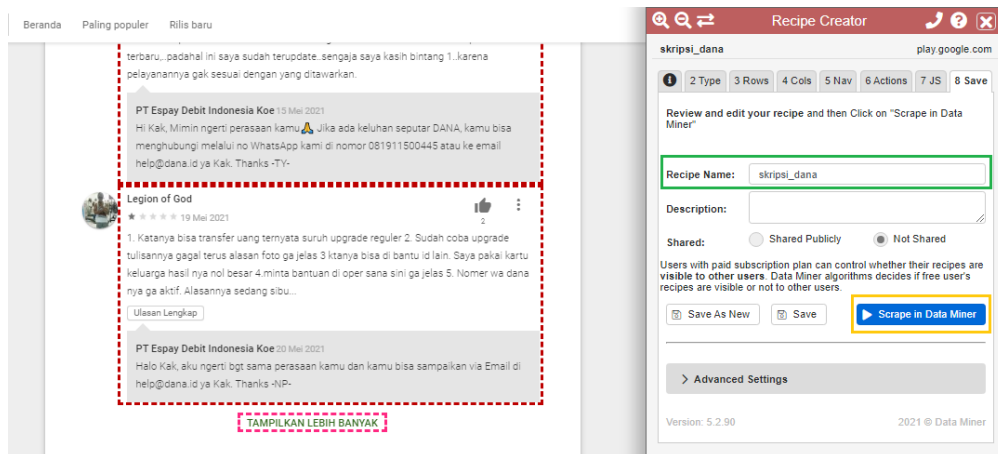 Beranda
Paling populer
Rilis baru
terbaru,..padahal ini saya sudah terupdate..sengaja saya kasih bintang 1..karena
pelayanannya gak sesuai dengan yang ditawarkan.
PT Espay Debit Indonesia Koe 15 Mei 2021
Hi Kak, Mimin ngerti perasaan kamu🙏 Jika ada keluhan seputar DANA, kamu bisa
menghubungi melalui no WhatsApp kami di nomor 081911500445 atau ke email
help@dana.id ya Kak. Thanks -TY-
Legion of God
19 Mei 2021
2
1. Katanya bisa transfer uang ternyata suruh upgrade reguler 2. Sudah coba upgrade
tulisannya gagal terus alasan foto ga jelas 3 ktanya bisa di bantu id lain. Saya pakai kartu
keluarga hasil nya nol besar 4.minta bantuan di oper sana sini ga jelas 5. Nomer wa dana
nya ga aktif. Alasannya sedang sibu...
Ulasan Lengkap
PT Espay Debit Indonesia Koe 20 Mei 2021
Halo Kak, aku ngerti bgt sama perasaan kamu dan kamu bisa sampaikan via Email di
help@dana.id ya Kak. Thanks -NP-
TAMPILKAN LEBIH BANYAK
Recipe Creator
skripsi_dana
play.google.com
2 Type
3 Rows
4 Cols
5 Nav
6 Actions
7 JS
8 Save
Review and edit your recipe and then Click on "Scrape in Data
Miner"
Recipe Name:
skripsi_dana
Description:
Shared:
Shared Publicly
Not Shared
Users with paid subscription plan can control whether their recipes are
visible to other users. Data Miner algorithms decides if free user's
recipes are visible or not to other users.
Save As New
Save
Scrape in Data Miner
Advanced Settings
Version: 5.2.90
2021 © Data Miner